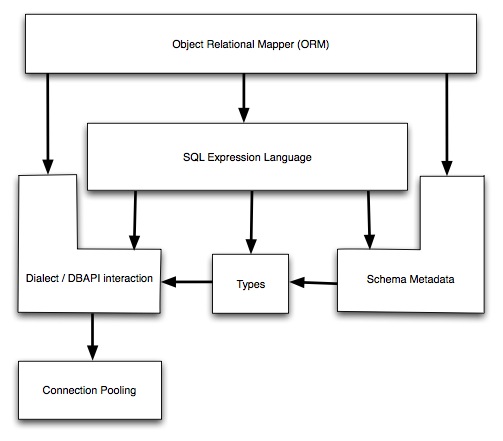 Object Relational Mapper (ORM)
SQL Expression Language
Dialect / DBAPI interaction
Types
Schema Metadata
Connection Pooling